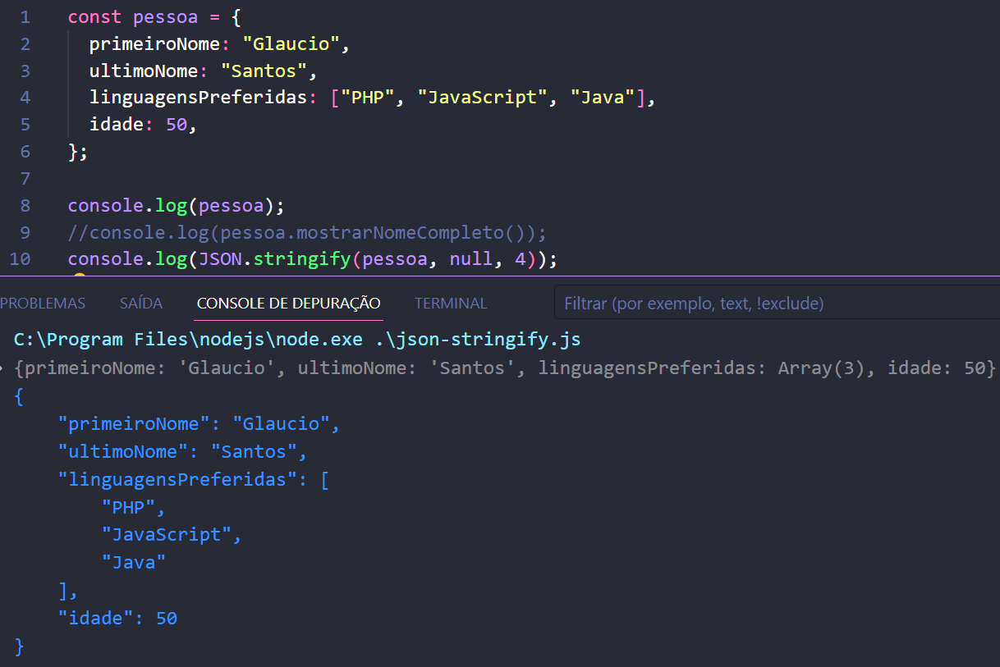 1 const pessoa = {
2 primeiroNome: "Glaucio",
3 ultimoNome: "Santos",
4 linguagensPreferidas: ["PHP", "JavaScript", "Java"],
5 idade: 50,
6 };
7
8 console.log(pessoa);
9 //console.log(pessoa.mostrarNomeCompleto());
10 console.log(JSON.stringify(pessoa, null, 4));
PROBLEMAS SAÍDA CONSOLE DE DEPURAÇÃO TERMINAL Filtrar (por exemplo, text, !exclude)
C:\Program Files\nodejs\node.exe .\json-stringify.js
{primeiroNome: 'Glaucio', ultimoNome: 'Santos', linguagensPreferidas: Array(3), idade: 50}
{
    "primeiroNome": "Glaucio",
    "ultimoNome": "Santos",
    "linguagensPreferidas": [
        "PHP",
        "JavaScript",
        "Java"
    ],
    "idade": 50
}